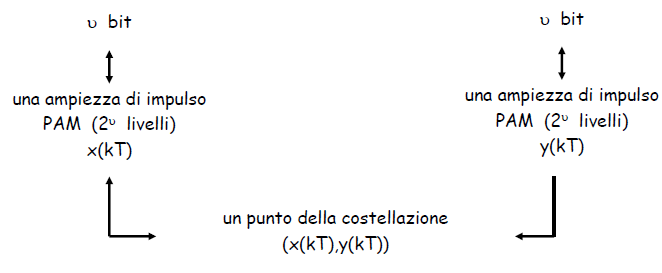 υ bit
una ampiezza di impulso
PAM (2^υ livelli)
x(kT)
υ bit
una ampiezza di impulso
PAM (2^υ livelli)
y(kT)
un punto della costellazione
(x(kT),y(kT))